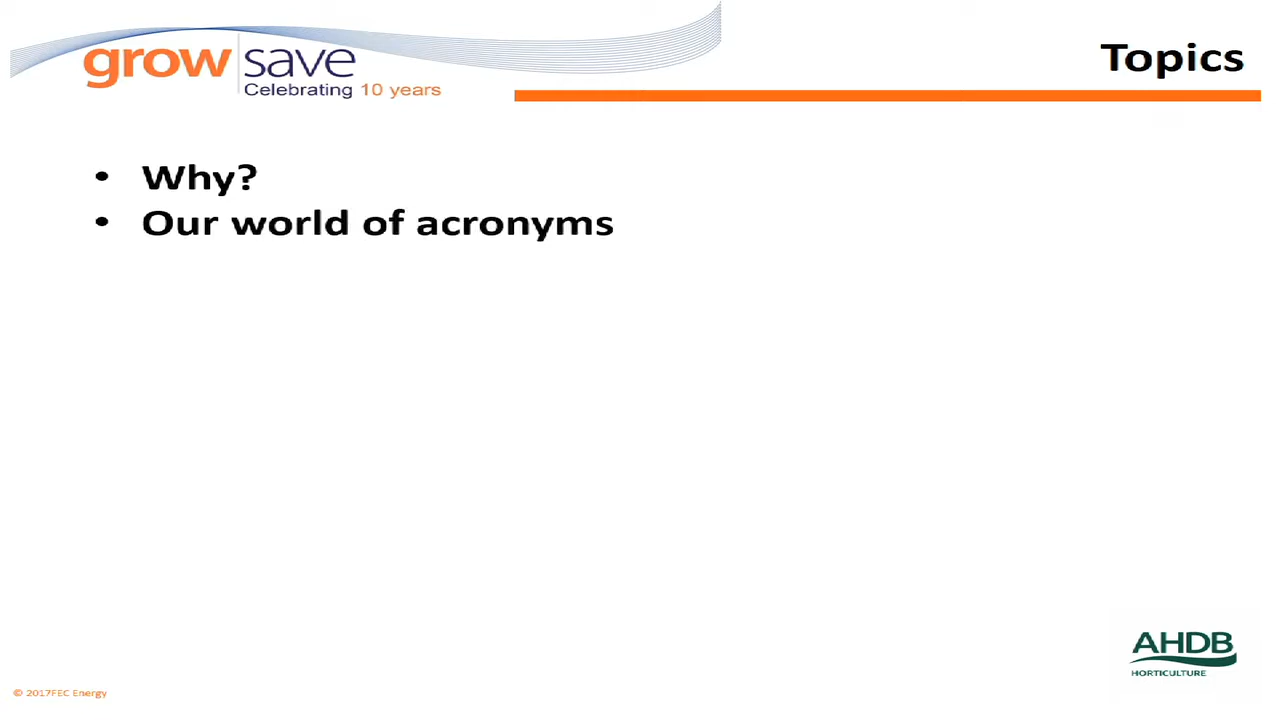 grow save
Celebrating 10 years
Topics
• Why?
• Our world of acronyms
AHDB
HORTICULTURE
© 2017FEC Energy